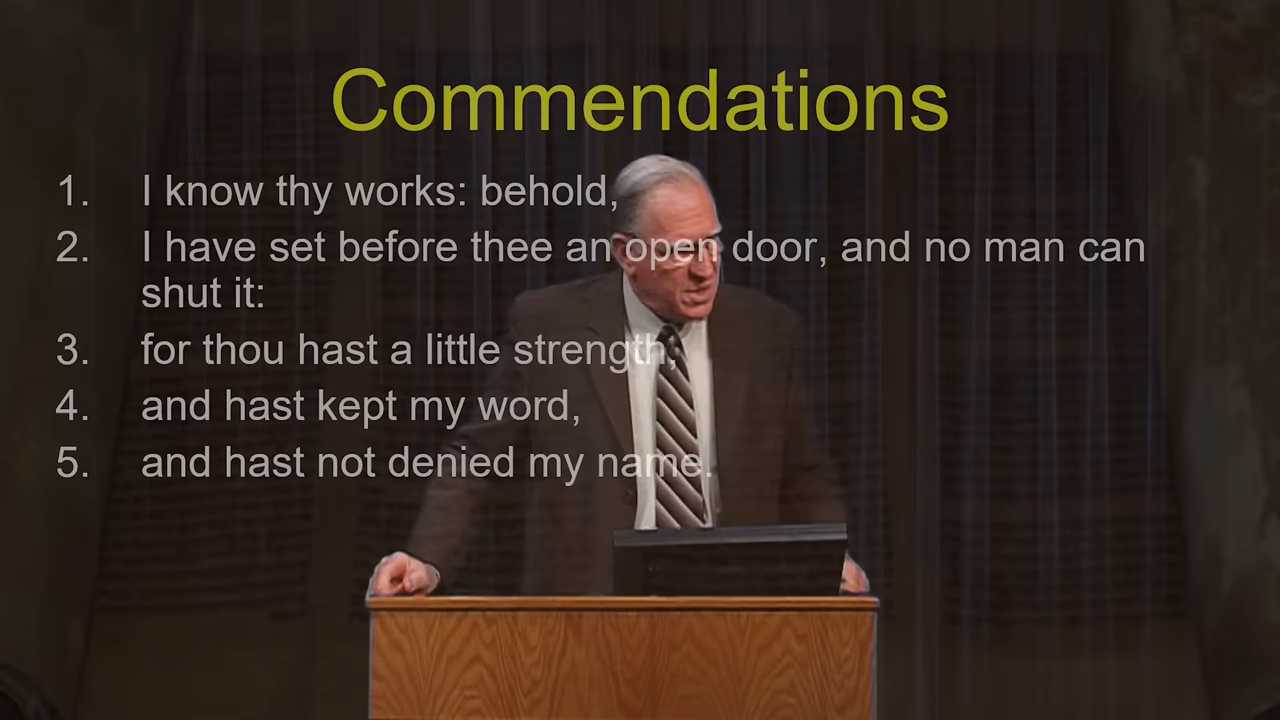 Commendations
1. I know thy works: behold,
2. I have set before thee an open door, and no man can
shut it:
3. for thou hast a little strength,
4. and hast kept my word,
5. and hast not denied my name.